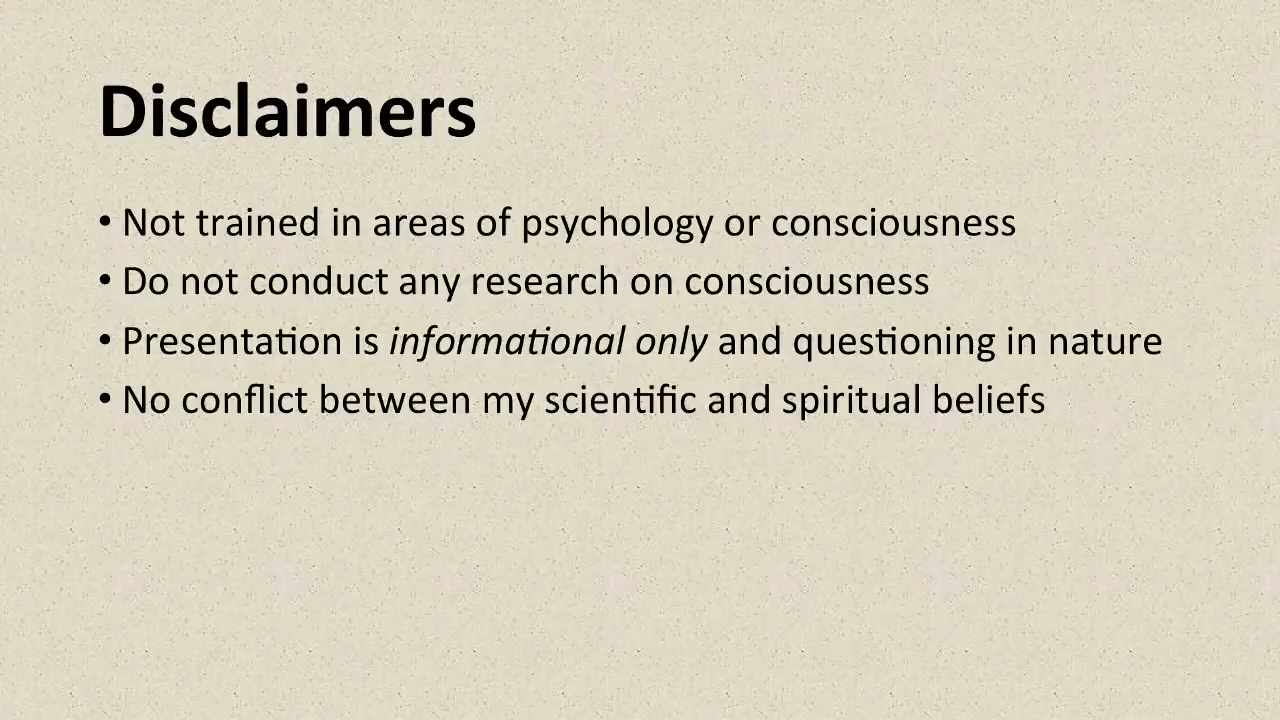 Disclaimers
• Not trained in areas of psychology or consciousness
• Do not conduct any research on consciousness
• Presentation is informational only and questioning in nature
• No conflict between my scientific and spiritual beliefs